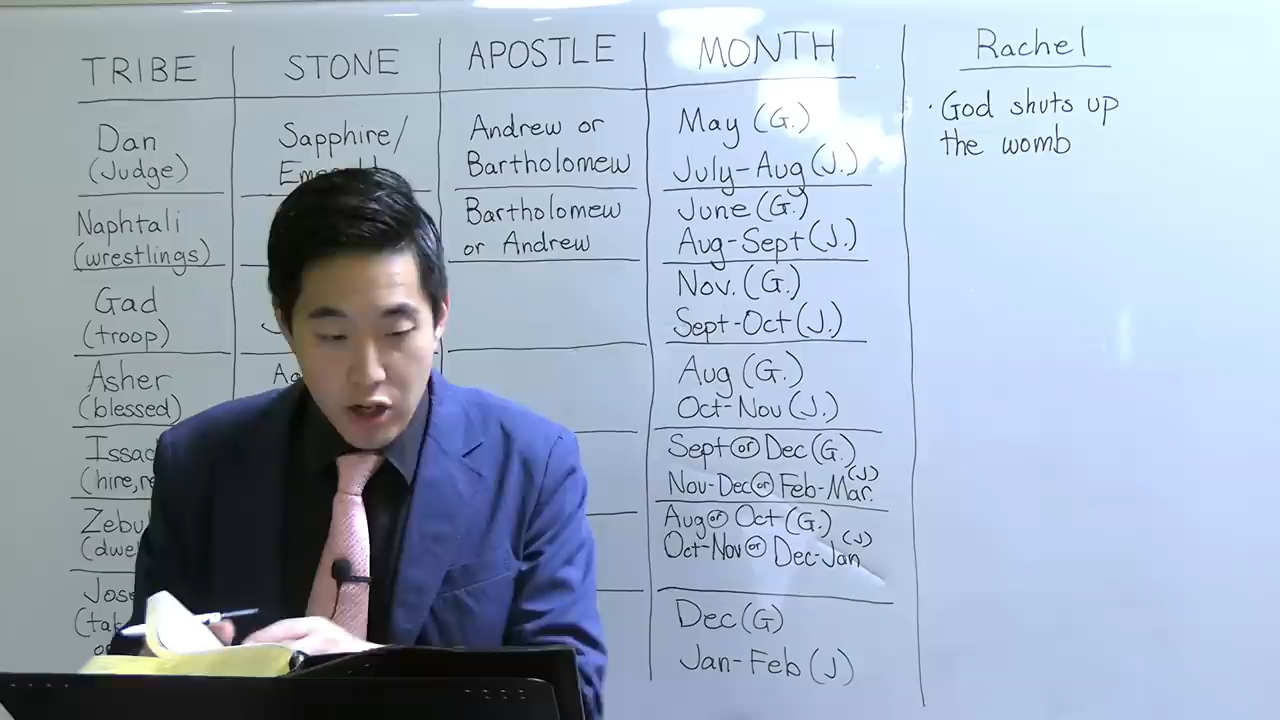 TRIBE STONE APOSTLE MONTH Rachel
Dan
(Judge)
Sapphire/
Andrew or
Bartholomew
May (G.)
July-Aug (J.)
Naphtali
(wrestlings)
Bartholomew
or Andrew
June (G.)
Aug-Sept (J.)
Gad
(troop)
Nov. (G.)
Sept-Oct (J.)
Asher
(blessed)
Aug (G.)
Oct-Nov (J.)
Sept or Dec (G.)
Nov-Dec or Feb-Mar. (J)
Aug or Oct (G.)
Oct-Nov or Dec-Jan (J)
Dec (G)
Jan-Feb (J)
· God shuts up
the womb